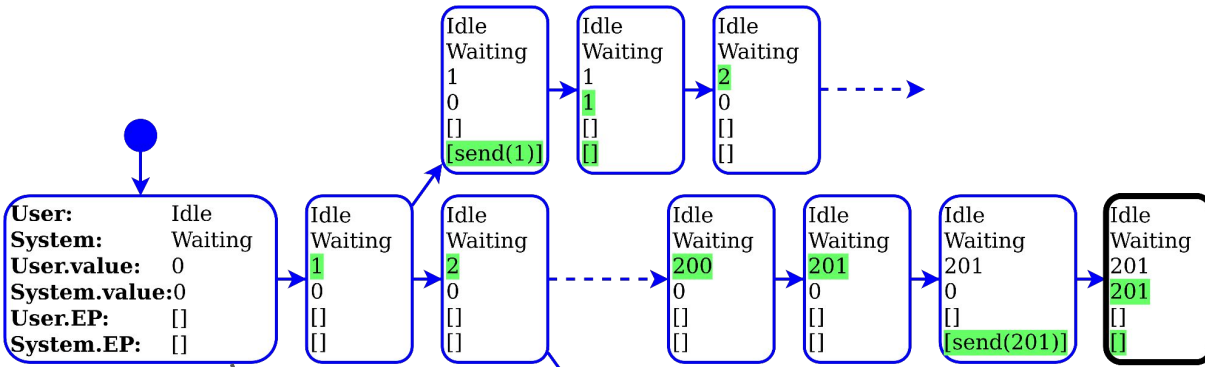 Idle
Waiting
1
0
[]
[send(1)]
Idle
Waiting
1
1
[]
[]
Idle
Waiting
2
0
[]
[]
User: Idle
System: Waiting
User.value: 0
System.value:0
User.EP: []
System.EP: []
Idle
Waiting
1
0
[]
[]
Idle
Waiting
2
0
[]
[]
Idle
Waiting
200
0
[]
[]
Idle
Waiting
201
0
[]
[]
Idle
Waiting
201
0
[]
[send(201)]
Idle
Waiting
201
201
[]
[]